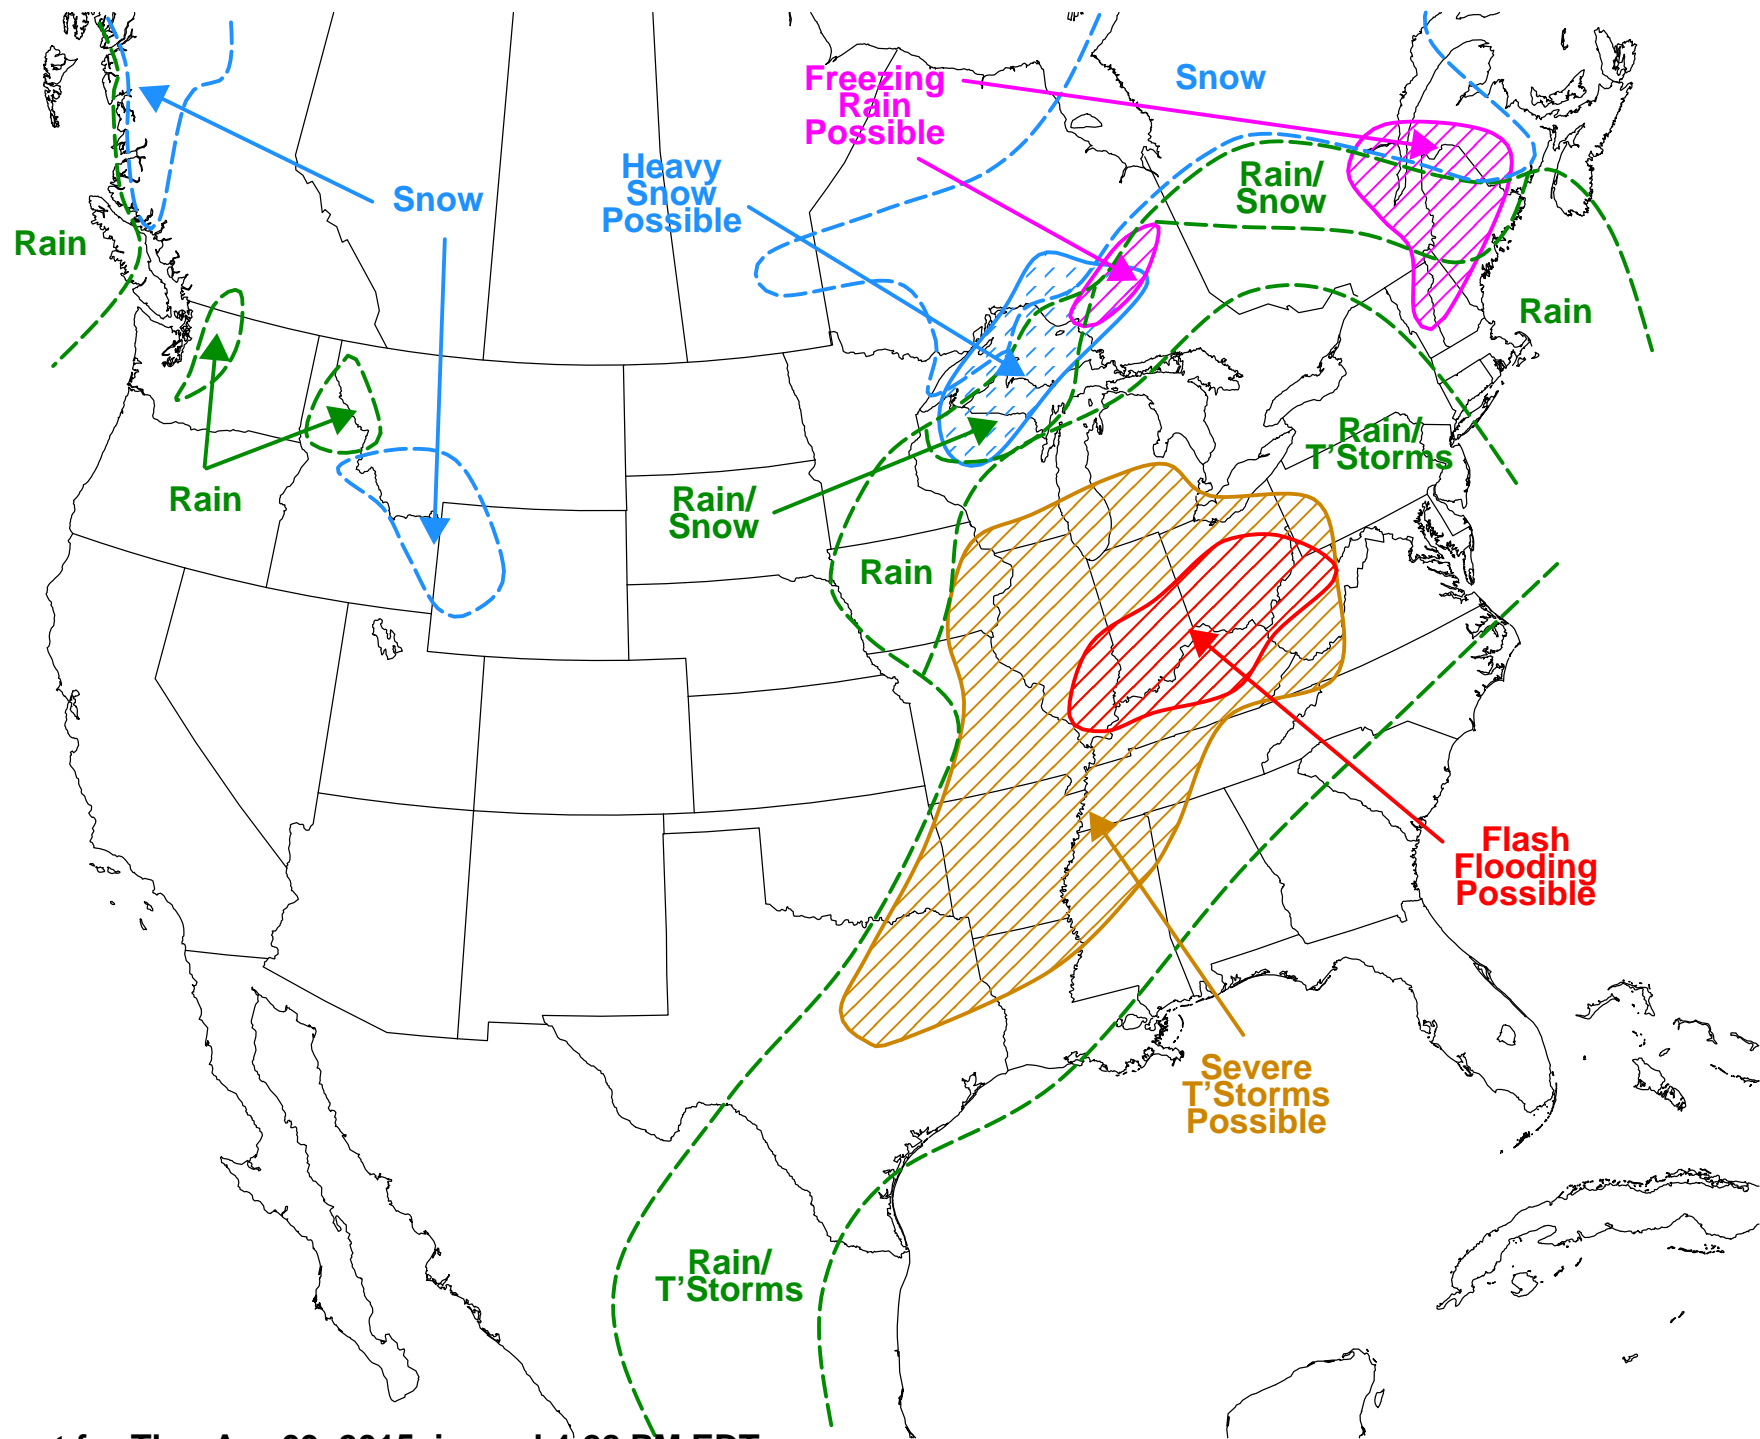 Freezing
Rain
Possible
Snow
Heavy
Snow
Possible
Rain/
Snow
Snow
Rain
Rain
Rain/
T'Storms
Rain
Rain/
Snow
Rain
Flash
Flooding
Possible
Severe
T'Storms
Possible
Rain/
T'Storms